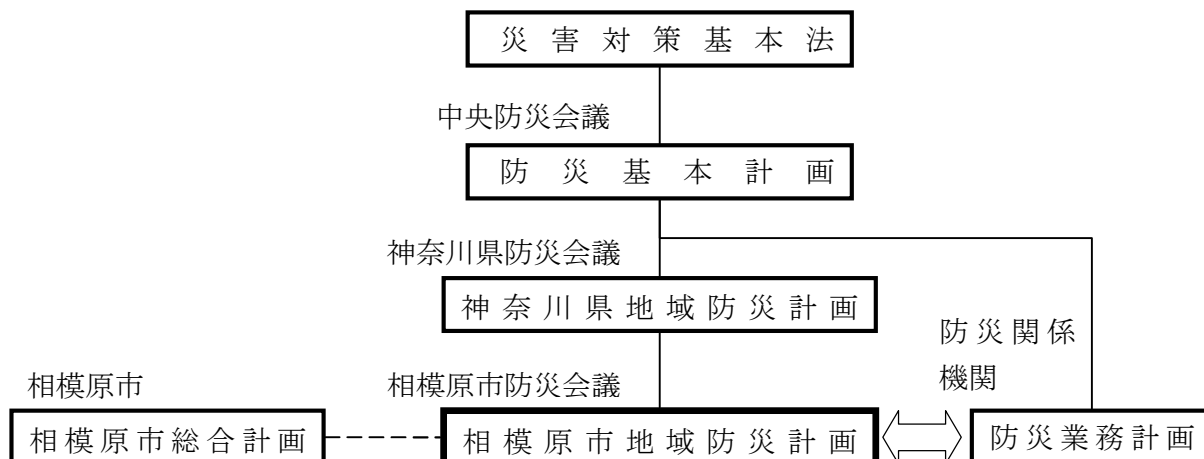 災害対策基本法
中央防災会議
防災基本計画
神奈川県防災会議
神奈川県地域防災計画
防災関係
機関
相模原市
相模原市防災会議
相模原市総合計画
相模原市地域防災計画
防災業務計画